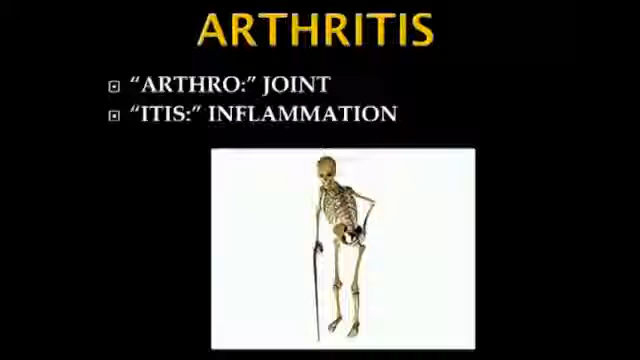 ARTHRITIS
“ARTHRO:” JOINT
“ITIS:” INFLAMMATION